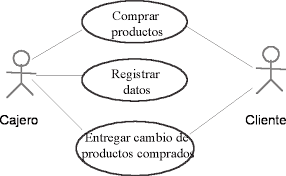 Comprar
productos
Registrar
datos
Cajero
Cliente
Entregar cambio de
productos comprados